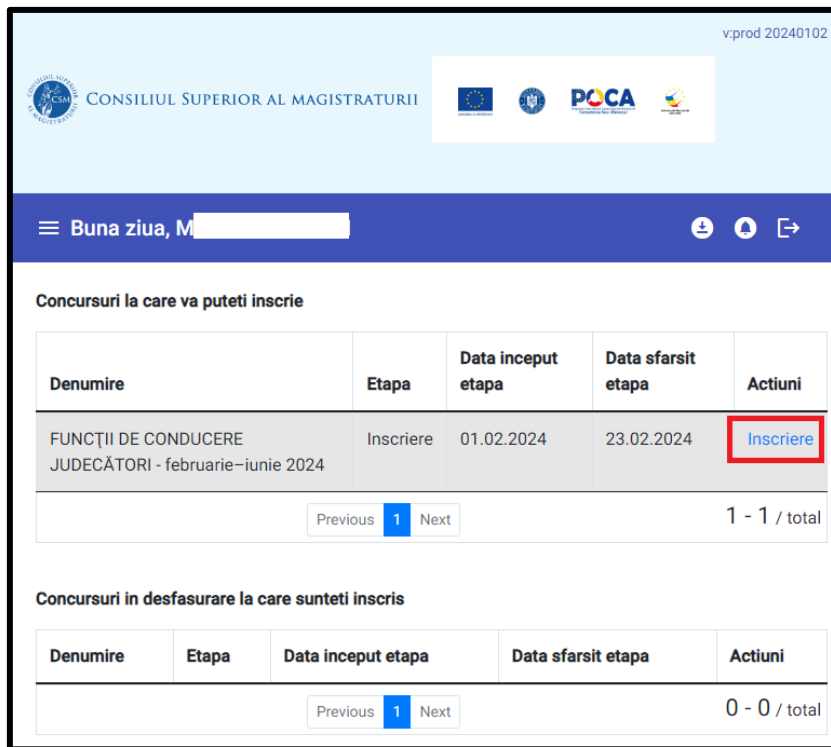 v:prod 20240102
CONSILIUL SUPERIOR AL MAGISTRATURII
CSM
POCA
Buna ziua, M
Concursuri la care va puteti inscrie
Denumire Etapa Data inceput etapa Data sfarsit etapa Actiuni
FUNCŢII DE CONDUCERE
JUDECĂTORI - februarie–iunie 2024 Inscriere 01.02.2024 23.02.2024 Inscriere
Previous 1 Next 1 - 1 / total
Concursuri in desfasurare la care sunteti inscris
Denumire Etapa Data inceput etapa Data sfarsit etapa Actiuni
Previous 1 Next 0 - 0 / total